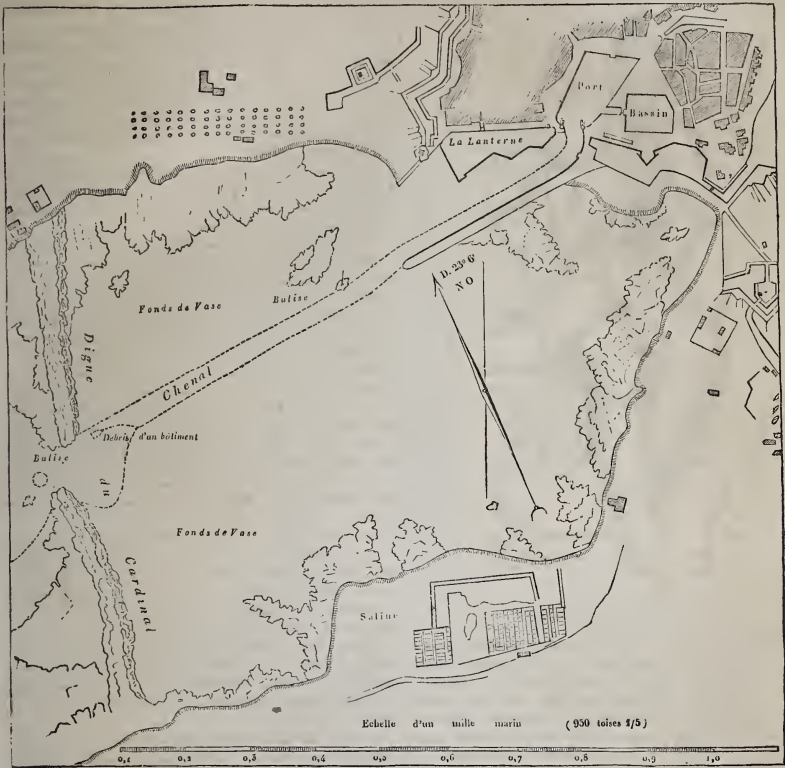 Port
Bassin
La Lanterne
D. 23° 6'
NO
Balise
Fonds de Vase
Digue
Chenal
Débris d'un bâtiment
Balise
du
Fonds de Vase
Cardinal
Saline
Echelle d'un mille marin (950 toises 1/5)
0,1 0,2 0,3 0,4 0,5 0,6 0,7 0,8 0,9 1,0